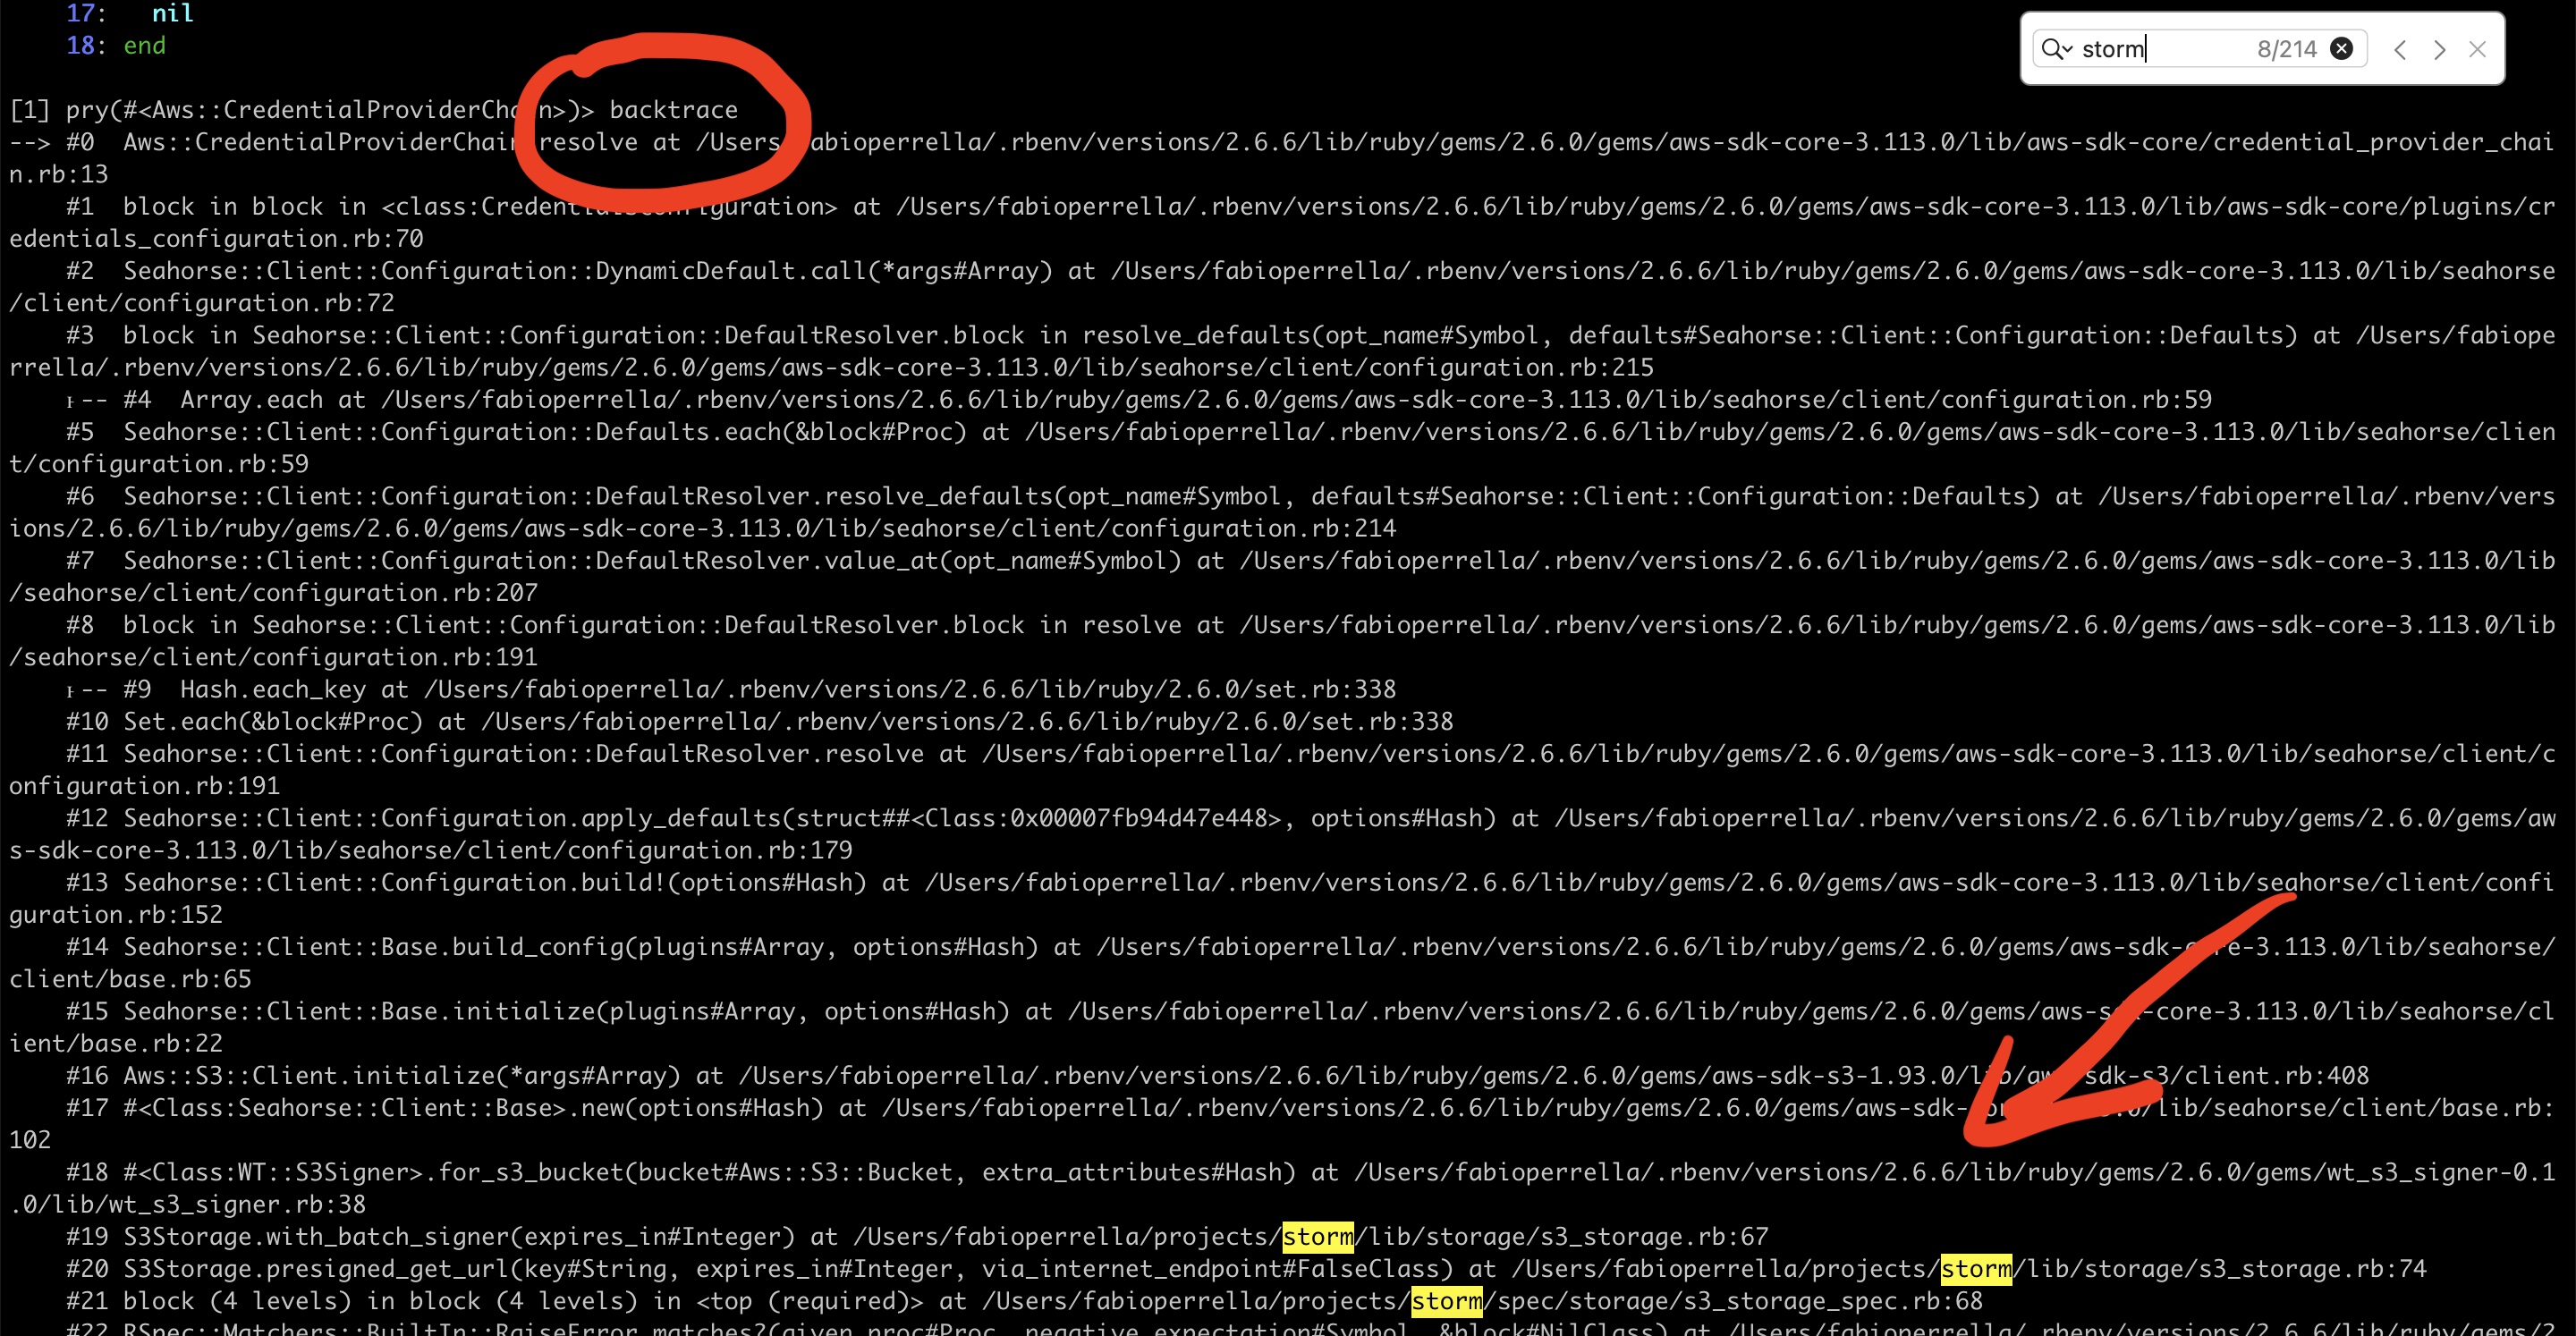 17:   nil
18: end
storm 8/214
[1] pry(#<Aws::CredentialProviderChain>)> backtrace
--> #0  Aws::CredentialProviderChain resolve at /Users fabioperrella/.rbenv/versions/2.6.6/lib/ruby/gems/2.6.0/gems/aws-sdk-core-3.113.0/lib/aws-sdk-core/credential_provider_chai
n.rb:13
#1  block in block in <class:CredentialsConfiguration> at /Users/fabioperrella/.rbenv/versions/2.6.6/lib/ruby/gems/2.6.0/gems/aws-sdk-core-3.113.0/lib/aws-sdk-core/plugins/cr
edentials_configuration.rb:70
#2  Seahorse::Client::Configuration::DynamicDefault.call(*args#Array) at /Users/fabioperrella/.rbenv/versions/2.6.6/lib/ruby/gems/2.6.0/gems/aws-sdk-core-3.113.0/lib/seahorse
/client/configuration.rb:72
#3  block in Seahorse::Client::Configuration::DefaultResolver.block in resolve_defaults(opt_name#Symbol, defaults#Seahorse::Client::Configuration::Defaults) at /Users/fabiope
rrella/.rbenv/versions/2.6.6/lib/ruby/gems/2.6.0/gems/aws-sdk-core-3.113.0/lib/seahorse/client/configuration.rb:215
⊢-- #4  Array.each at /Users/fabioperrella/.rbenv/versions/2.6.6/lib/ruby/gems/2.6.0/gems/aws-sdk-core-3.113.0/lib/seahorse/client/configuration.rb:59
#5  Seahorse::Client::Configuration::Defaults.each(&block#Proc) at /Users/fabioperrella/.rbenv/versions/2.6.6/lib/ruby/gems/2.6.0/gems/aws-sdk-core-3.113.0/lib/seahorse/clien
t/configuration.rb:59
#6  Seahorse::Client::Configuration::DefaultResolver.resolve_defaults(opt_name#Symbol, defaults#Seahorse::Client::Configuration::Defaults) at /Users/fabioperrella/.rbenv/vers
ions/2.6.6/lib/ruby/gems/2.6.0/gems/aws-sdk-core-3.113.0/lib/seahorse/client/configuration.rb:214
#7  Seahorse::Client::Configuration::DefaultResolver.value_at(opt_name#Symbol) at /Users/fabioperrella/.rbenv/versions/2.6.6/lib/ruby/gems/2.6.0/gems/aws-sdk-core-3.113.0/lib
/seahorse/client/configuration.rb:207
#8  block in Seahorse::Client::Configuration::DefaultResolver.block in resolve at /Users/fabioperrella/.rbenv/versions/2.6.6/lib/ruby/gems/2.6.0/gems/aws-sdk-core-3.113.0/lib
/seahorse/client/configuration.rb:191
⊢-- #9  Hash.each_key at /Users/fabioperrella/.rbenv/versions/2.6.6/lib/ruby/2.6.0/set.rb:338
#10 Set.each(&block#Proc) at /Users/fabioperrella/.rbenv/versions/2.6.6/lib/ruby/2.6.0/set.rb:338
#11 Seahorse::Client::Configuration::DefaultResolver.resolve at /Users/fabioperrella/.rbenv/versions/2.6.6/lib/ruby/gems/2.6.0/gems/aws-sdk-core-3.113.0/lib/seahorse/client/c
onfiguration.rb:191
#12 Seahorse::Client::Configuration.apply_defaults(struct##<Class:0x00007fb94d47e448>, options#Hash) at /Users/fabioperrella/.rbenv/versions/2.6.6/lib/ruby/gems/2.6.0/gems/aw
s-sdk-core-3.113.0/lib/seahorse/client/configuration.rb:179
#13 Seahorse::Client::Configuration.build!(options#Hash) at /Users/fabioperrella/.rbenv/versions/2.6.6/lib/ruby/gems/2.6.0/gems/aws-sdk-core-3.113.0/lib/seahorse/client/confi
guration.rb:152
#14 Seahorse::Client::Base.build_config(plugins#Array, options#Hash) at /Users/fabioperrella/.rbenv/versions/2.6.6/lib/ruby/gems/2.6.0/gems/aws-sdk-core-3.113.0/lib/seahorse/
client/base.rb:65
#15 Seahorse::Client::Base.initialize(plugins#Array, options#Hash) at /Users/fabioperrella/.rbenv/versions/2.6.6/lib/ruby/gems/2.6.0/gems/aws-sdk-core-3.113.0/lib/seahorse/cl
ient/base.rb:22
#16 Aws::S3::Client.initialize(*args#Array) at /Users/fabioperrella/.rbenv/versions/2.6.6/lib/ruby/gems/2.6.0/gems/aws-sdk-s3-1.93.0/lib/aws-sdk-s3/client.rb:408
#17 #<Class:Seahorse::Client::Base>.new(options#Hash) at /Users/fabioperrella/.rbenv/versions/2.6.6/lib/ruby/gems/2.6.0/gems/aws-sdk-core-3.113.0/lib/seahorse/client/base.rb:
102
#18 #<Class:WT::S3Signer>.for_s3_bucket(bucket#Aws::S3::Bucket, extra_attributes#Hash) at /Users/fabioperrella/.rbenv/versions/2.6.6/lib/ruby/gems/2.6.0/gems/wt_s3_signer-0.1
.0/lib/wt_s3_signer.rb:38
#19 S3Storage.with_batch_signer(expires_in#Integer) at /Users/fabioperrella/projects/storm/lib/storage/s3_storage.rb:67
#20 S3Storage.presigned_get_url(key#String, expires_in#Integer, via_internet_endpoint#FalseClass) at /Users/fabioperrella/projects/storm/lib/storage/s3_storage.rb:74
#21 block (4 levels) in block (4 levels) in <top (required)> at /Users/fabioperrella/projects/storm/spec/storage/s3_storage_spec.rb:68
#22 RSpec::Matchers::BuiltIn::RaiseError.matches?(given_proc#Proc, negative_expectation#Symbol, &block#NilClass) at /Users/fabioperrella/.rbenv/versions/2.6.6/lib/ruby/gems/2